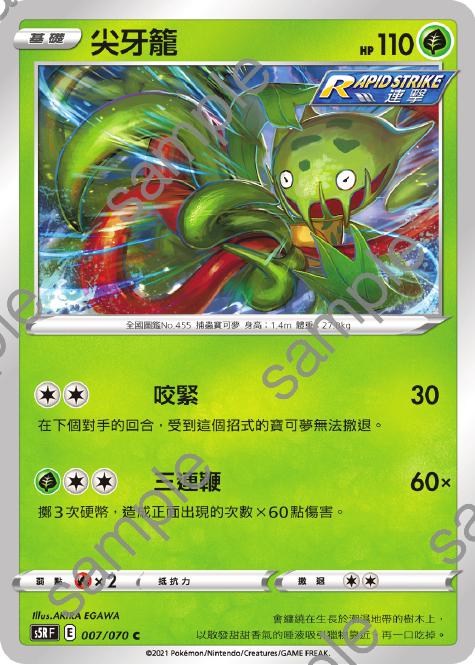 基礎 尖牙籠 HP 110
RAPID STRIKE
連擊
全國圖鑑No.455 捕蟲寶可夢 身高：1.4m 體重：27.0kg
咬緊 30
在下個對手的回合，受到這個招式的寶可夢無法撤退。
三連鞭 60×
擲3次硬幣，造成正面出現的次數×60點傷害。
弱點 ×2 抵抗力 撤退
Illus.AKIRA EGAWA
s5R F E 007/070 C
會纏繞在生長於潮濕地帶的樹木上，
以散發甜甜香氣的唾液吸引獵物靠近，再一口吃掉。
©2021 Pokémon/Nintendo/Creatures/GAME FREAK.
sample
sample
sample
sample
sample
sample